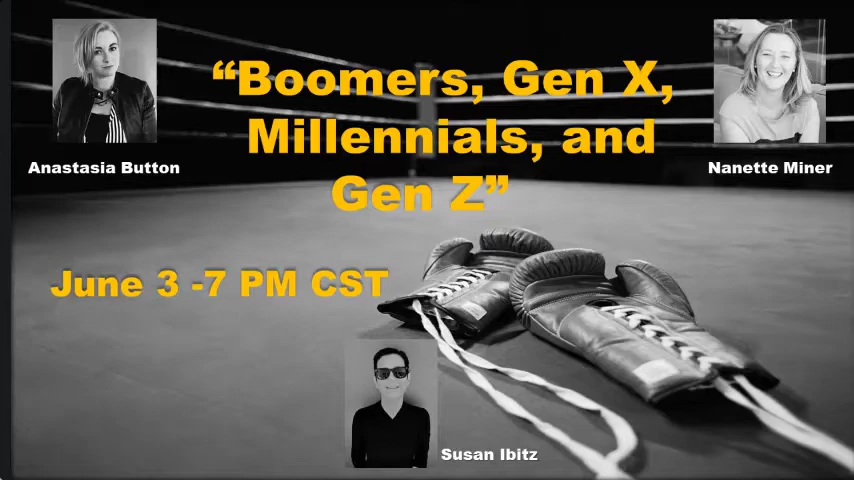 “Boomers, Gen X,
Millennials, and
Gen Z”
Anastasia Button
Nanette Miner
June 3 -7 PM CST
Susan Ibitz